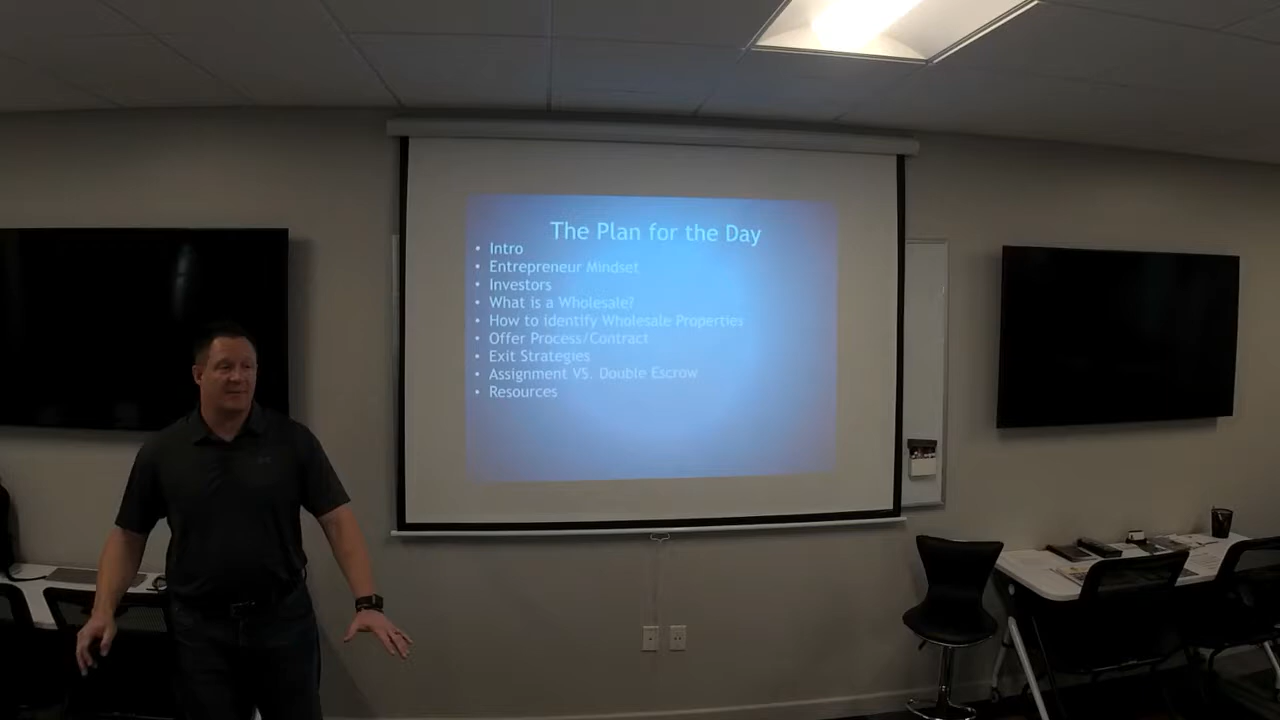 The Plan for the Day
• Intro
• Entrepreneur Mindset
• Investors
• What is a Wholesale?
• How to identify Wholesale Properties
• Offer Process/Contract
• Exit Strategies
• Assignment VS. Double Escrow
• Resources